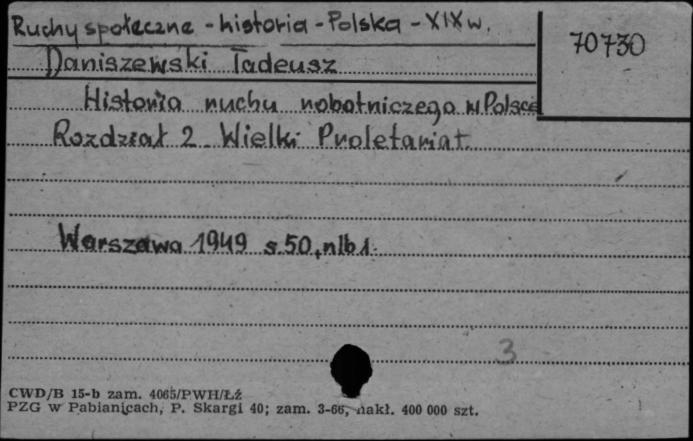 Ruchy społeczne - historia - Polska - XIX w.
70730
Daniszewski Tadeusz
Historia ruchu robotniczego w Polsce
Rozdział 2. Wielki Proletariat.
Warszawa 1949 s. 50, nlb 1.
3
CWD/B 15-b zam. 4065/PWH/Łź
PZG w Pabianicach, P. Skargi 40; zam. 3-66, nakł. 400 000 szt.